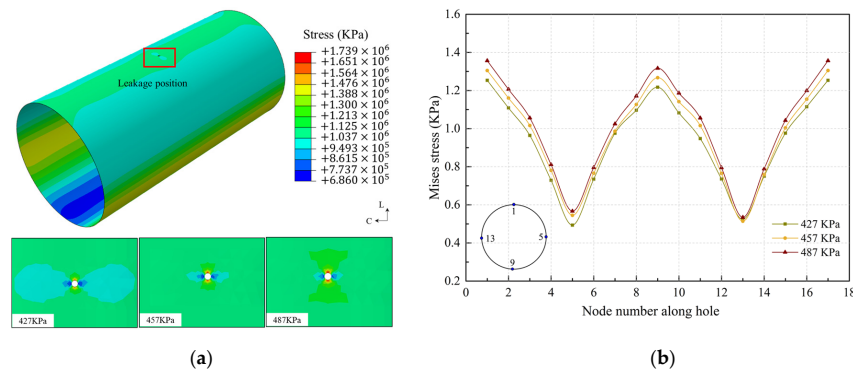 (a)
Stress (KPa)
+1.739 × 10⁶
+1.651 × 10⁶
+1.564 × 10⁶
+1.476 × 10⁶
+1.388 × 10⁶
+1.300 × 10⁶
+1.213 × 10⁶
+1.125 × 10⁶
+1.037 × 10⁶
+9.493 × 10⁵
+8.615 × 10⁵
+7.737 × 10⁵
+6.860 × 10⁵
Leakage position
L
C
427KPa
457KPa
487KPa
(a)
(b)
Mises stress (KPa)
1.6
1.4
1.2
1.0
0.8
0.6
0.4
0.2
1
13
5
9
427 KPa
457 KPa
487 KPa
0 2 4 6 8 10 12 14 16 18
Node number along hole
(b)